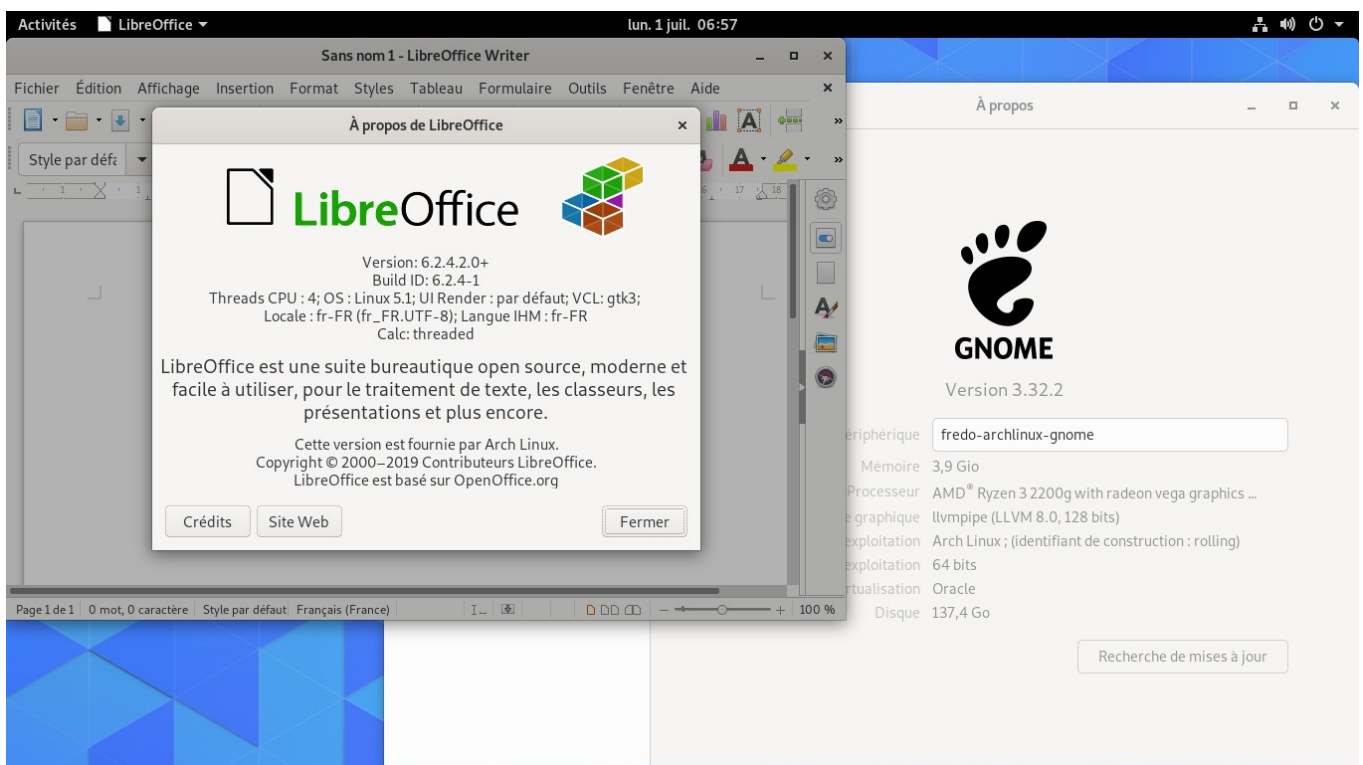 Activités LibreOffice lun. 1 juil. 06:57
Sans nom 1 - LibreOffice Writer
Fichier Édition Affichage Insertion Format Styles Tableau Formulaire Outils Fenêtre Aide
À propos de LibreOffice
Style par défa
1 1 17 18
LibreOffice
Version: 6.2.4.2.0+
Build ID: 6.2.4-1
Threads CPU : 4; OS : Linux 5.1; UI Render : par défaut; VCL: gtk3;
Locale : fr-FR (fr_FR.UTF-8); Langue IHM : fr-FR
Calc: threaded
LibreOffice est une suite bureautique open source, moderne et
facile à utiliser, pour le traitement de texte, les classeurs, les
présentations et plus encore.
Cette version est fournie par Arch Linux.
Copyright © 2000–2019 Contributeurs LibreOffice.
LibreOffice est basé sur OpenOffice.org
Crédits Site Web Fermer
Page 1 de 1 0 mot, 0 caractère Style par défaut Français (France) 100 %
À propos
GNOME
Version 3.32.2
ériphérique fredo-archlinux-gnome
Mémoire 3,9 Gio
Processeur AMD® Ryzen 3 2200g with radeon vega graphics ...
e graphique llvmpipe (LLVM 8.0, 128 bits)
exploitation Arch Linux ; (identifiant de construction : rolling)
exploitation 64 bits
rtualisation Oracle
Disque 137,4 Go
Recherche de mises à jour